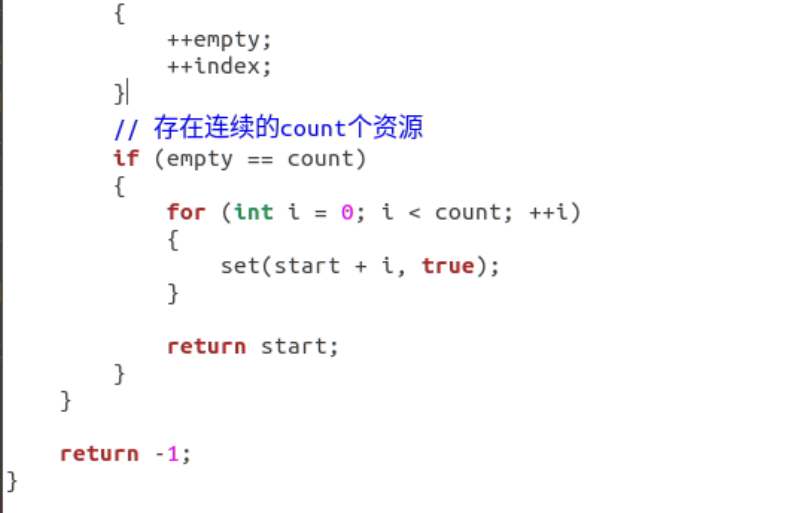 {
++empty;
++index;
}
// 存在连续的count个资源
if (empty == count)
{
for (int i = 0; i < count; ++i)
{
set(start + i, true);
}
return start;
}
}
return -1;
}